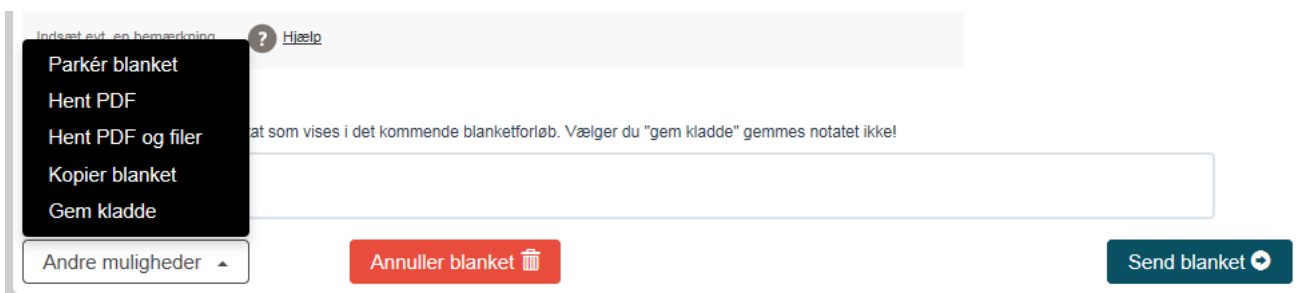 Indsæt evt. en bemærkning ? Hjælp
Parkér blanket
Hent PDF
Hent PDF og filer
at som vises i det kommende blanketforløb. Vælger du "gem kladde" gemmes notatet ikke!
Kopier blanket
Gem kladde
Andre muligheder
Annuller blanket
Send blanket